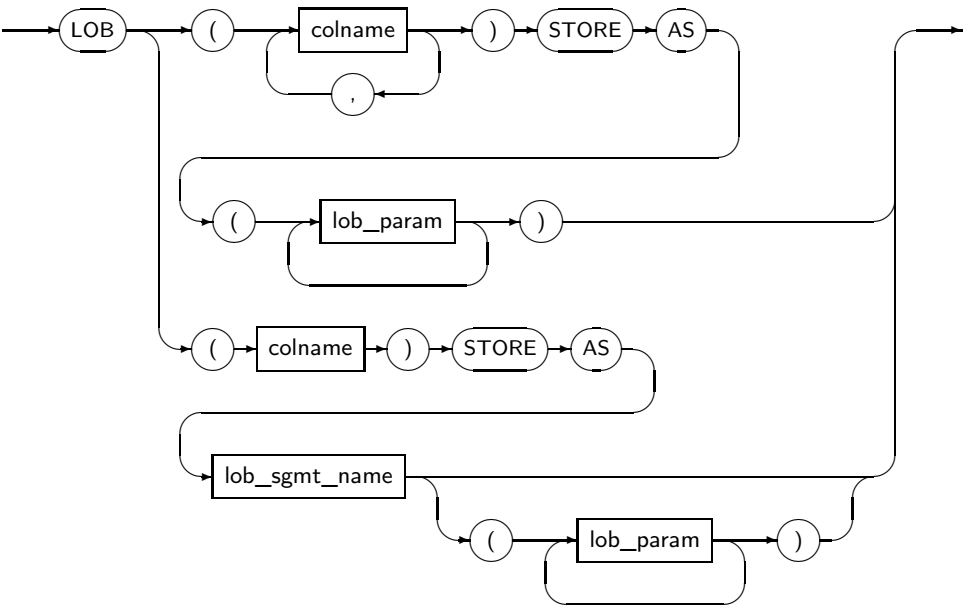 LOB ( colname ) STORE AS
,
( lob_param )
( colname ) STORE AS
lob_sgmt_name
( lob_param )